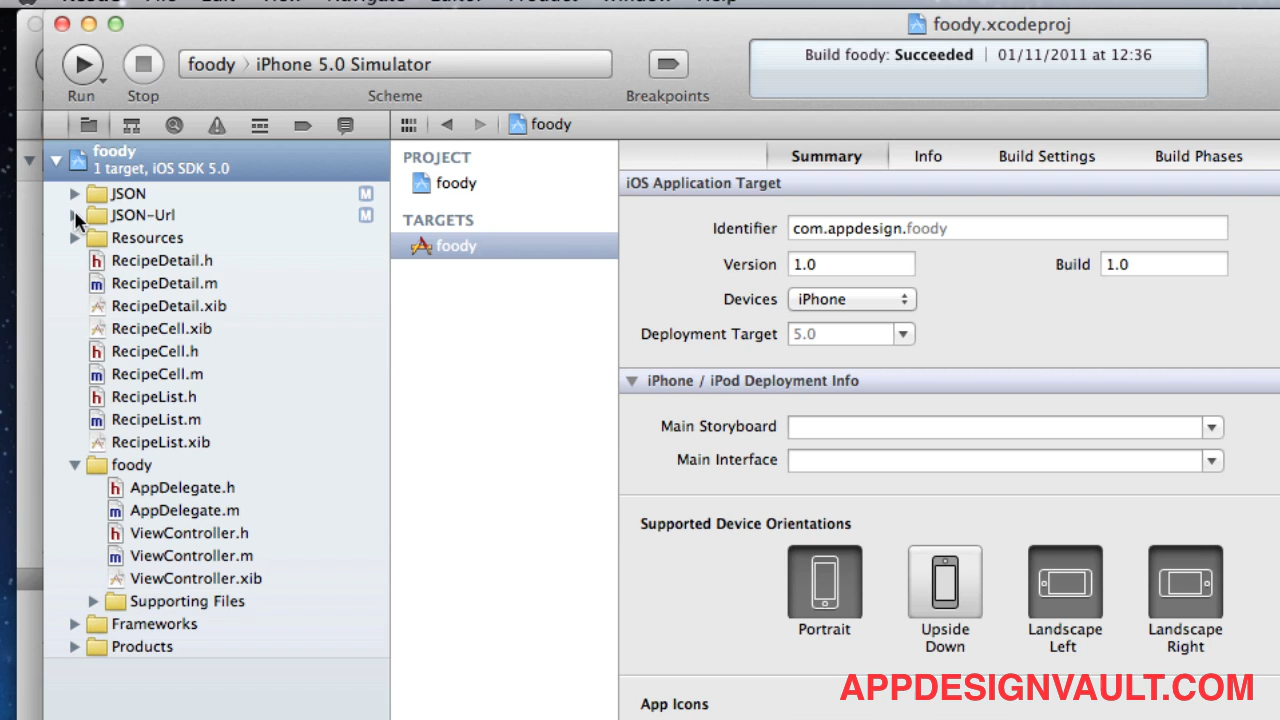 foody.xcodeproj
foody > iPhone 5.0 Simulator
Build foody: Succeeded | 01/11/2011 at 12:36
Run
Stop
Scheme
Breakpoints
foody
foody
1 target, iOS SDK 5.0
JSON
M
JSON-Url
M
Resources
RecipeDetail.h
RecipeDetail.m
RecipeDetail.xib
RecipeCell.xib
RecipeCell.h
RecipeCell.m
RecipeList.h
RecipeList.m
RecipeList.xib
foody
AppDelegate.h
AppDelegate.m
ViewController.h
ViewController.m
ViewController.xib
Supporting Files
Frameworks
Products
PROJECT
foody
TARGETS
foody
Summary
Info
Build Settings
Build Phases
iOS Application Target
Identifier
com.appdesign.foody
Version
1.0
Build
1.0
Devices
iPhone
Deployment Target
5.0
iPhone / iPod Deployment Info
Main Storyboard
Main Interface
Supported Device Orientations
Portrait
Upside
Down
Landscape
Left
Landscape
Right
App Icons
APPDESIGNVAULT.COM